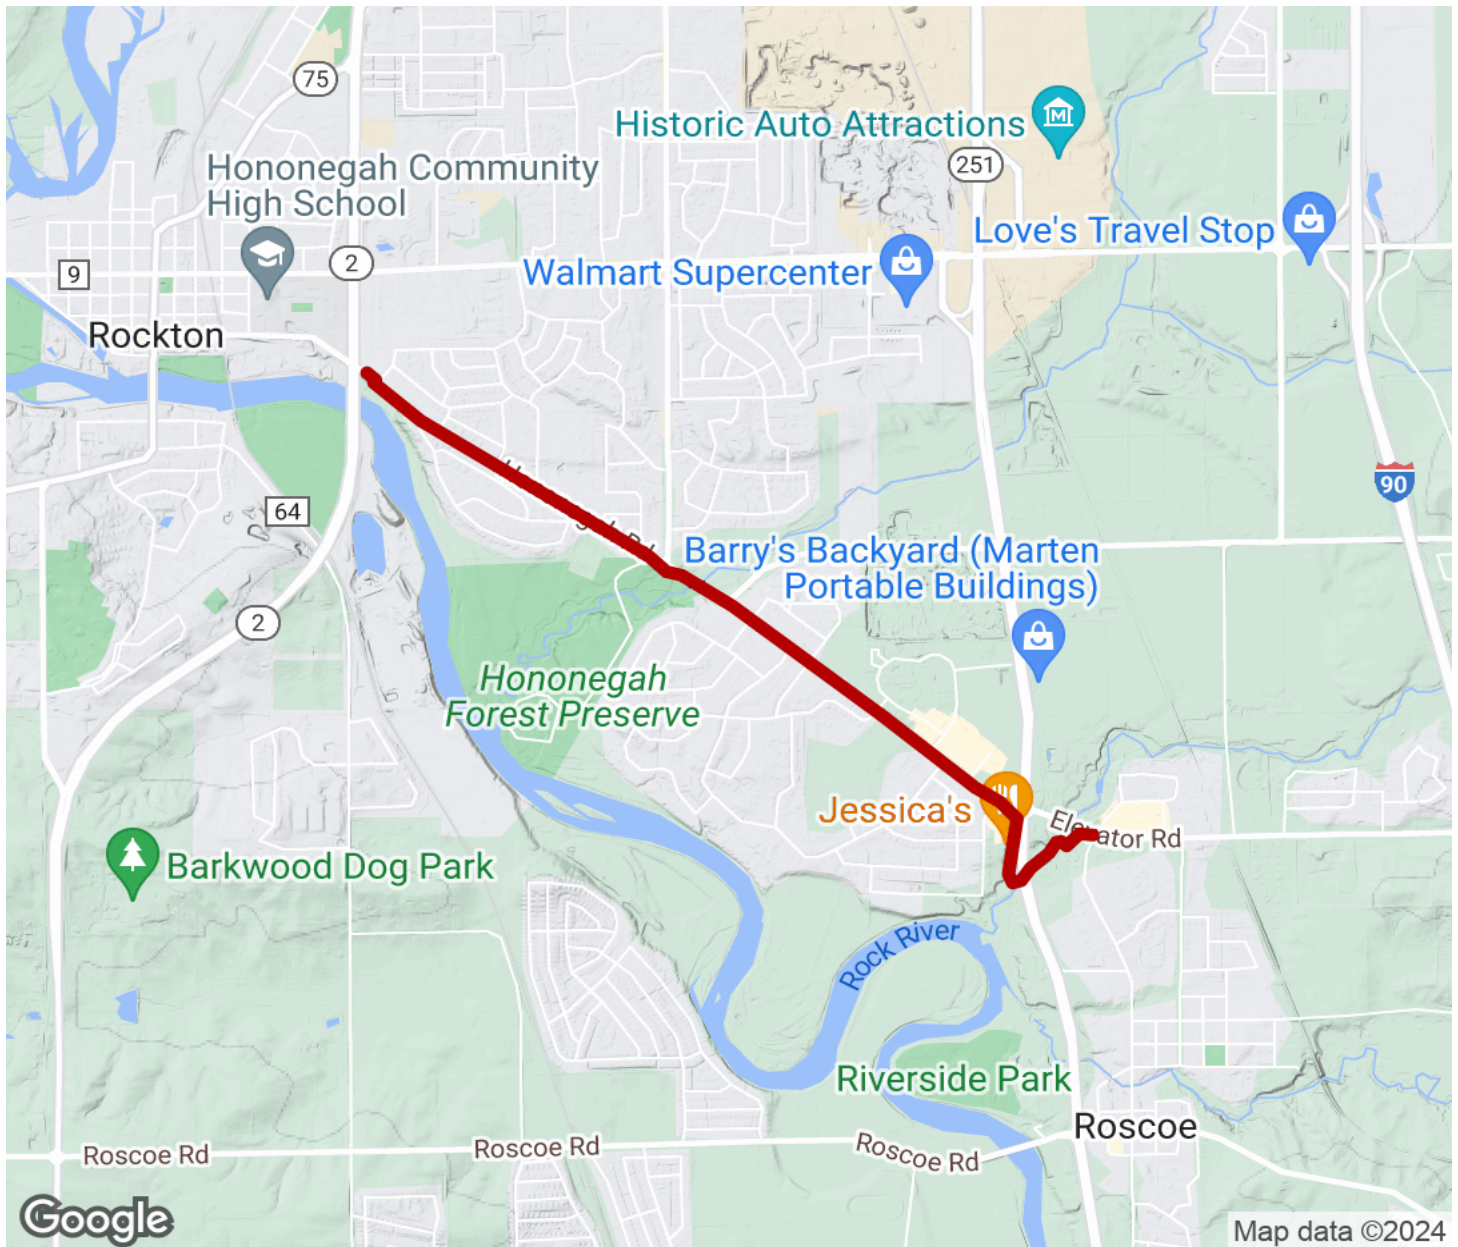 75
Historic Auto Attractions
Hononegah Community
High School
251
Love's Travel Stop
2
9
Walmart Supercenter
Rockton
90
64
Barry's Backyard (Marten
Portable Buildings)
2
Hononegah
Forest Preserve
Jessica's
Elevator Rd
Barkwood Dog Park
Rock River
Riverside Park
Roscoe
Roscoe Rd
Roscoe Rd
Roscoe Rd
Google
Map data ©2024